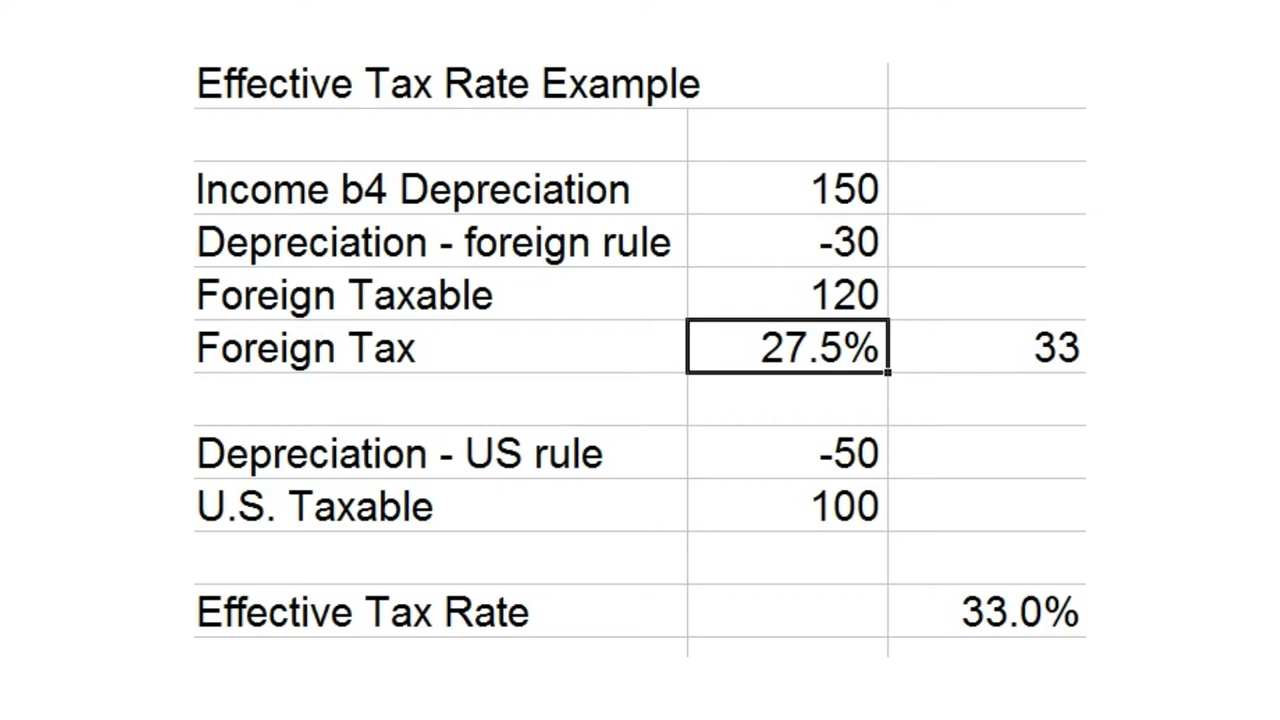 Effective Tax Rate Example
Income b4 Depreciation 150
Depreciation - foreign rule -30
Foreign Taxable 120
Foreign Tax 27.5% 33
Depreciation - US rule -50
U.S. Taxable 100
Effective Tax Rate 33.0%